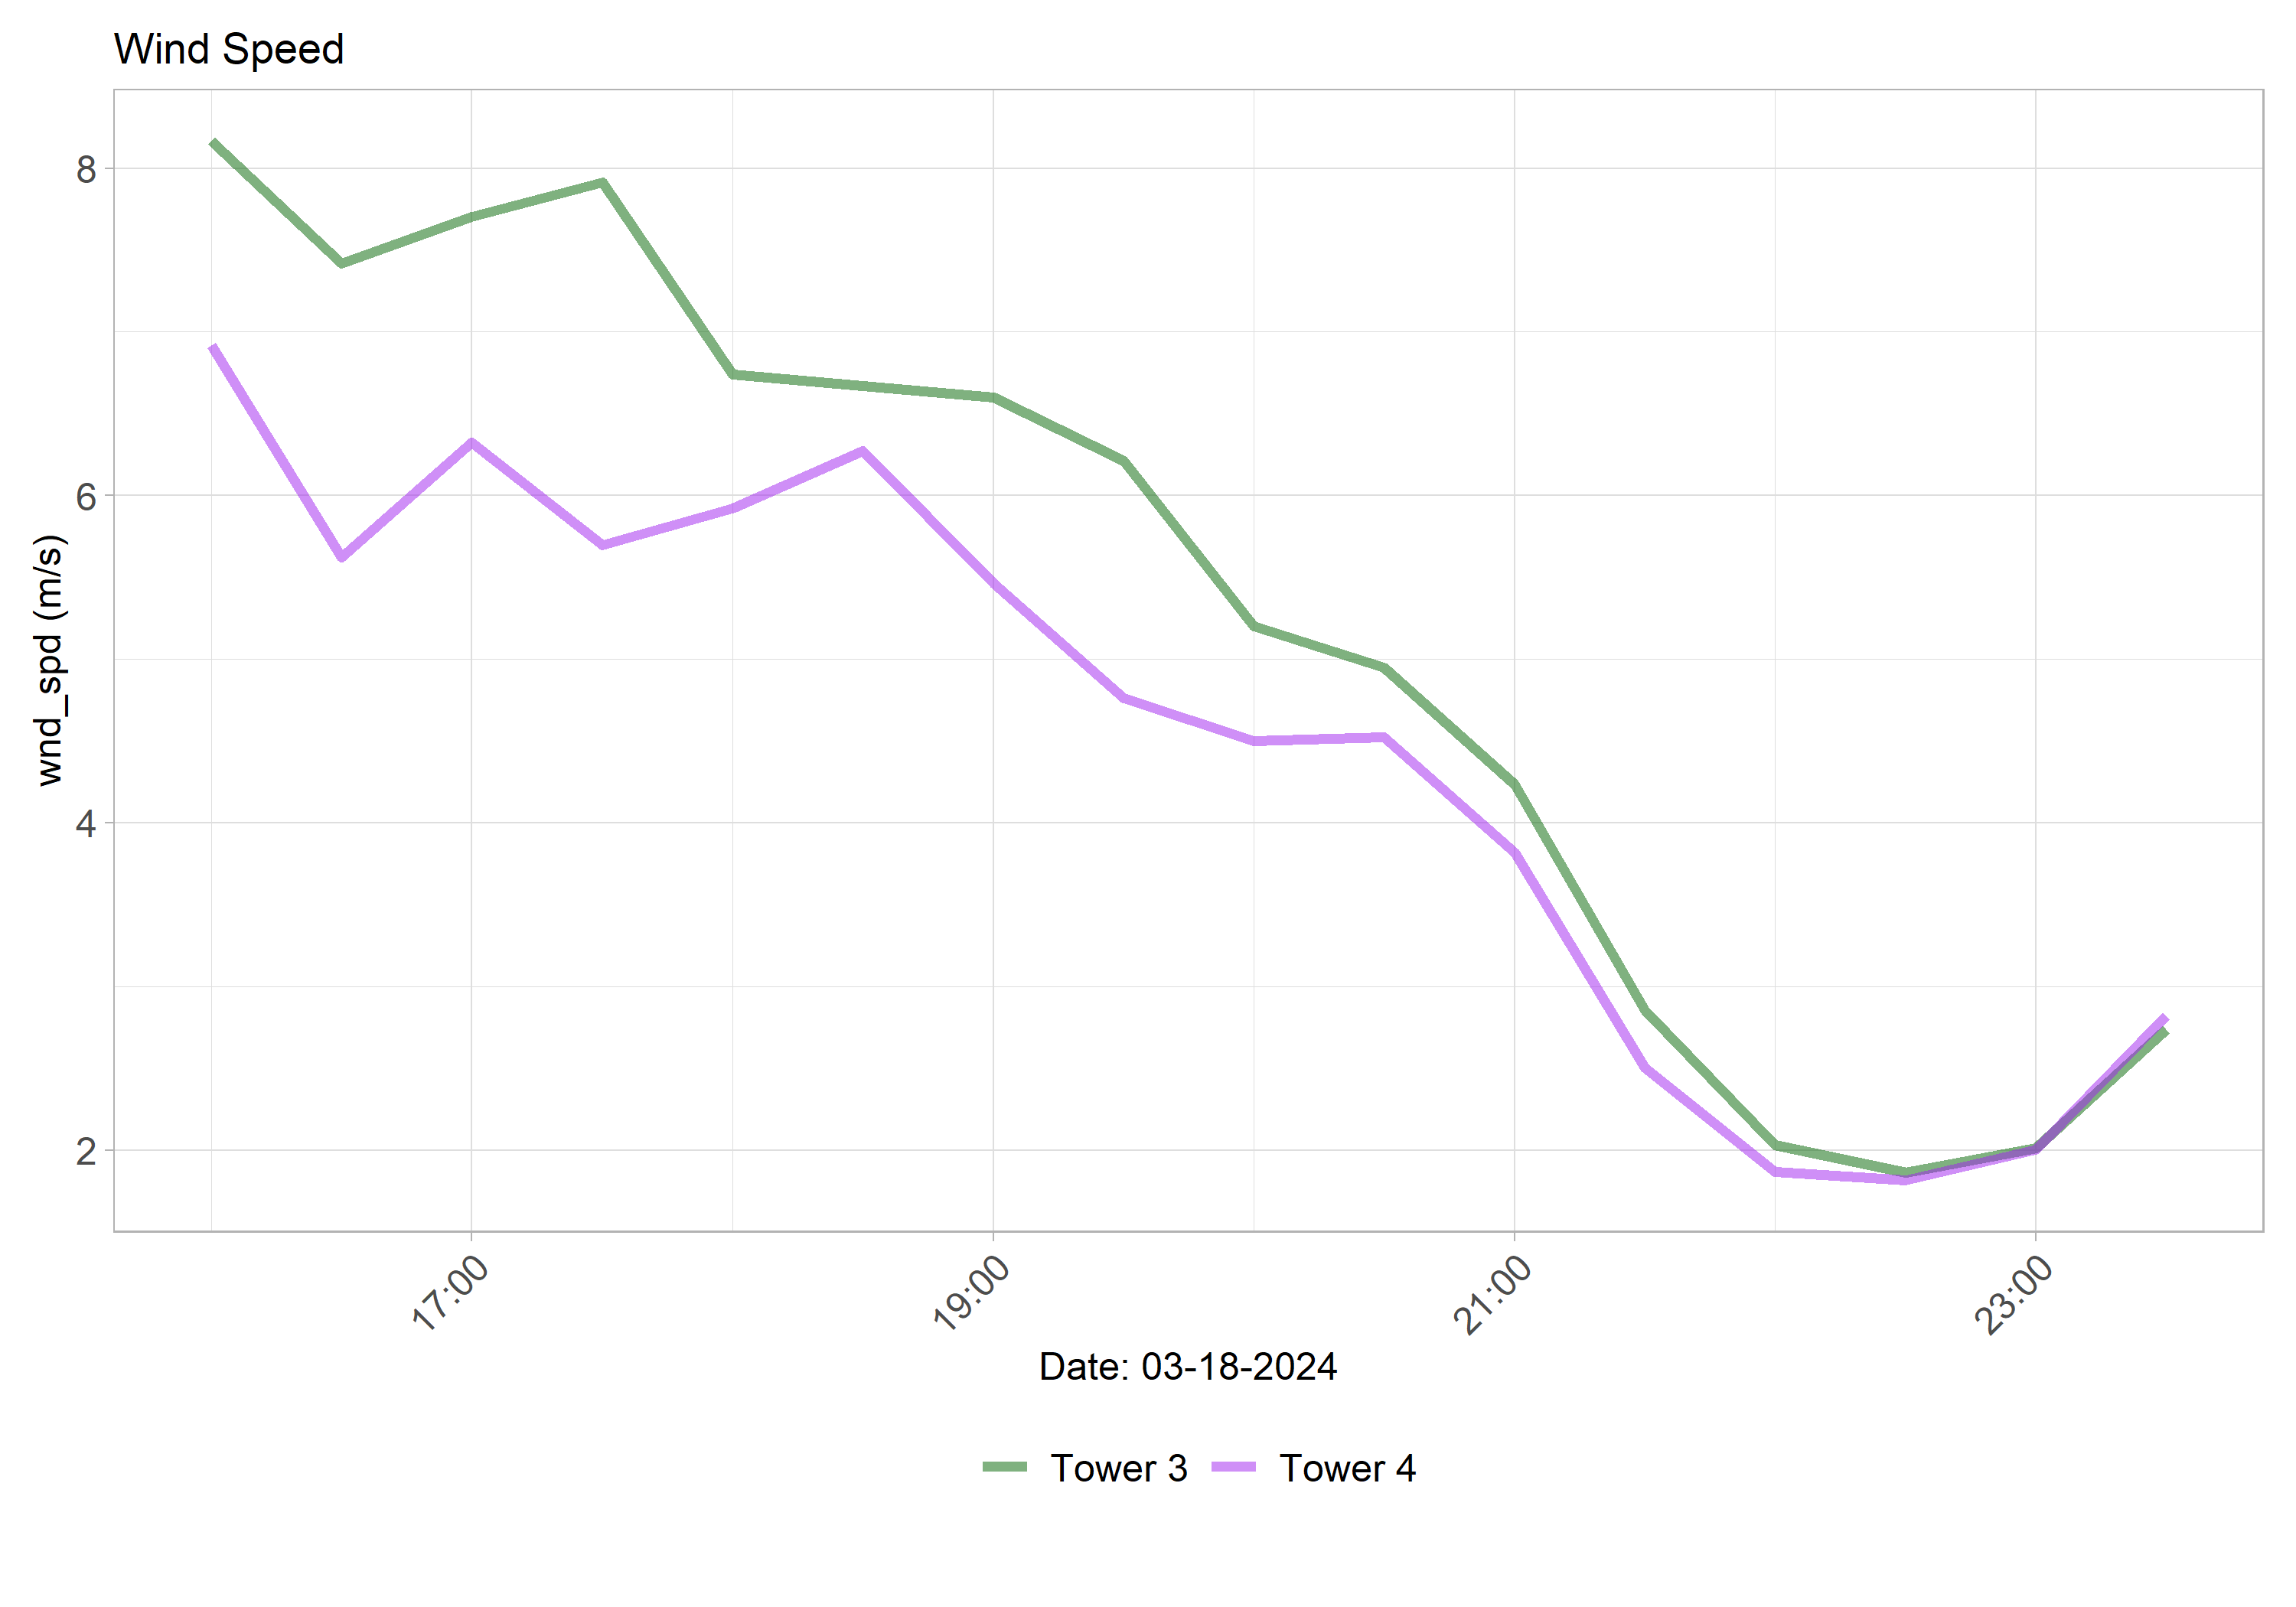 Wind Speed
wnd_spd (m/s)
8
6
4
2
17:00
19:00
21:00
23:00
Date: 03-18-2024
Tower 3
Tower 4